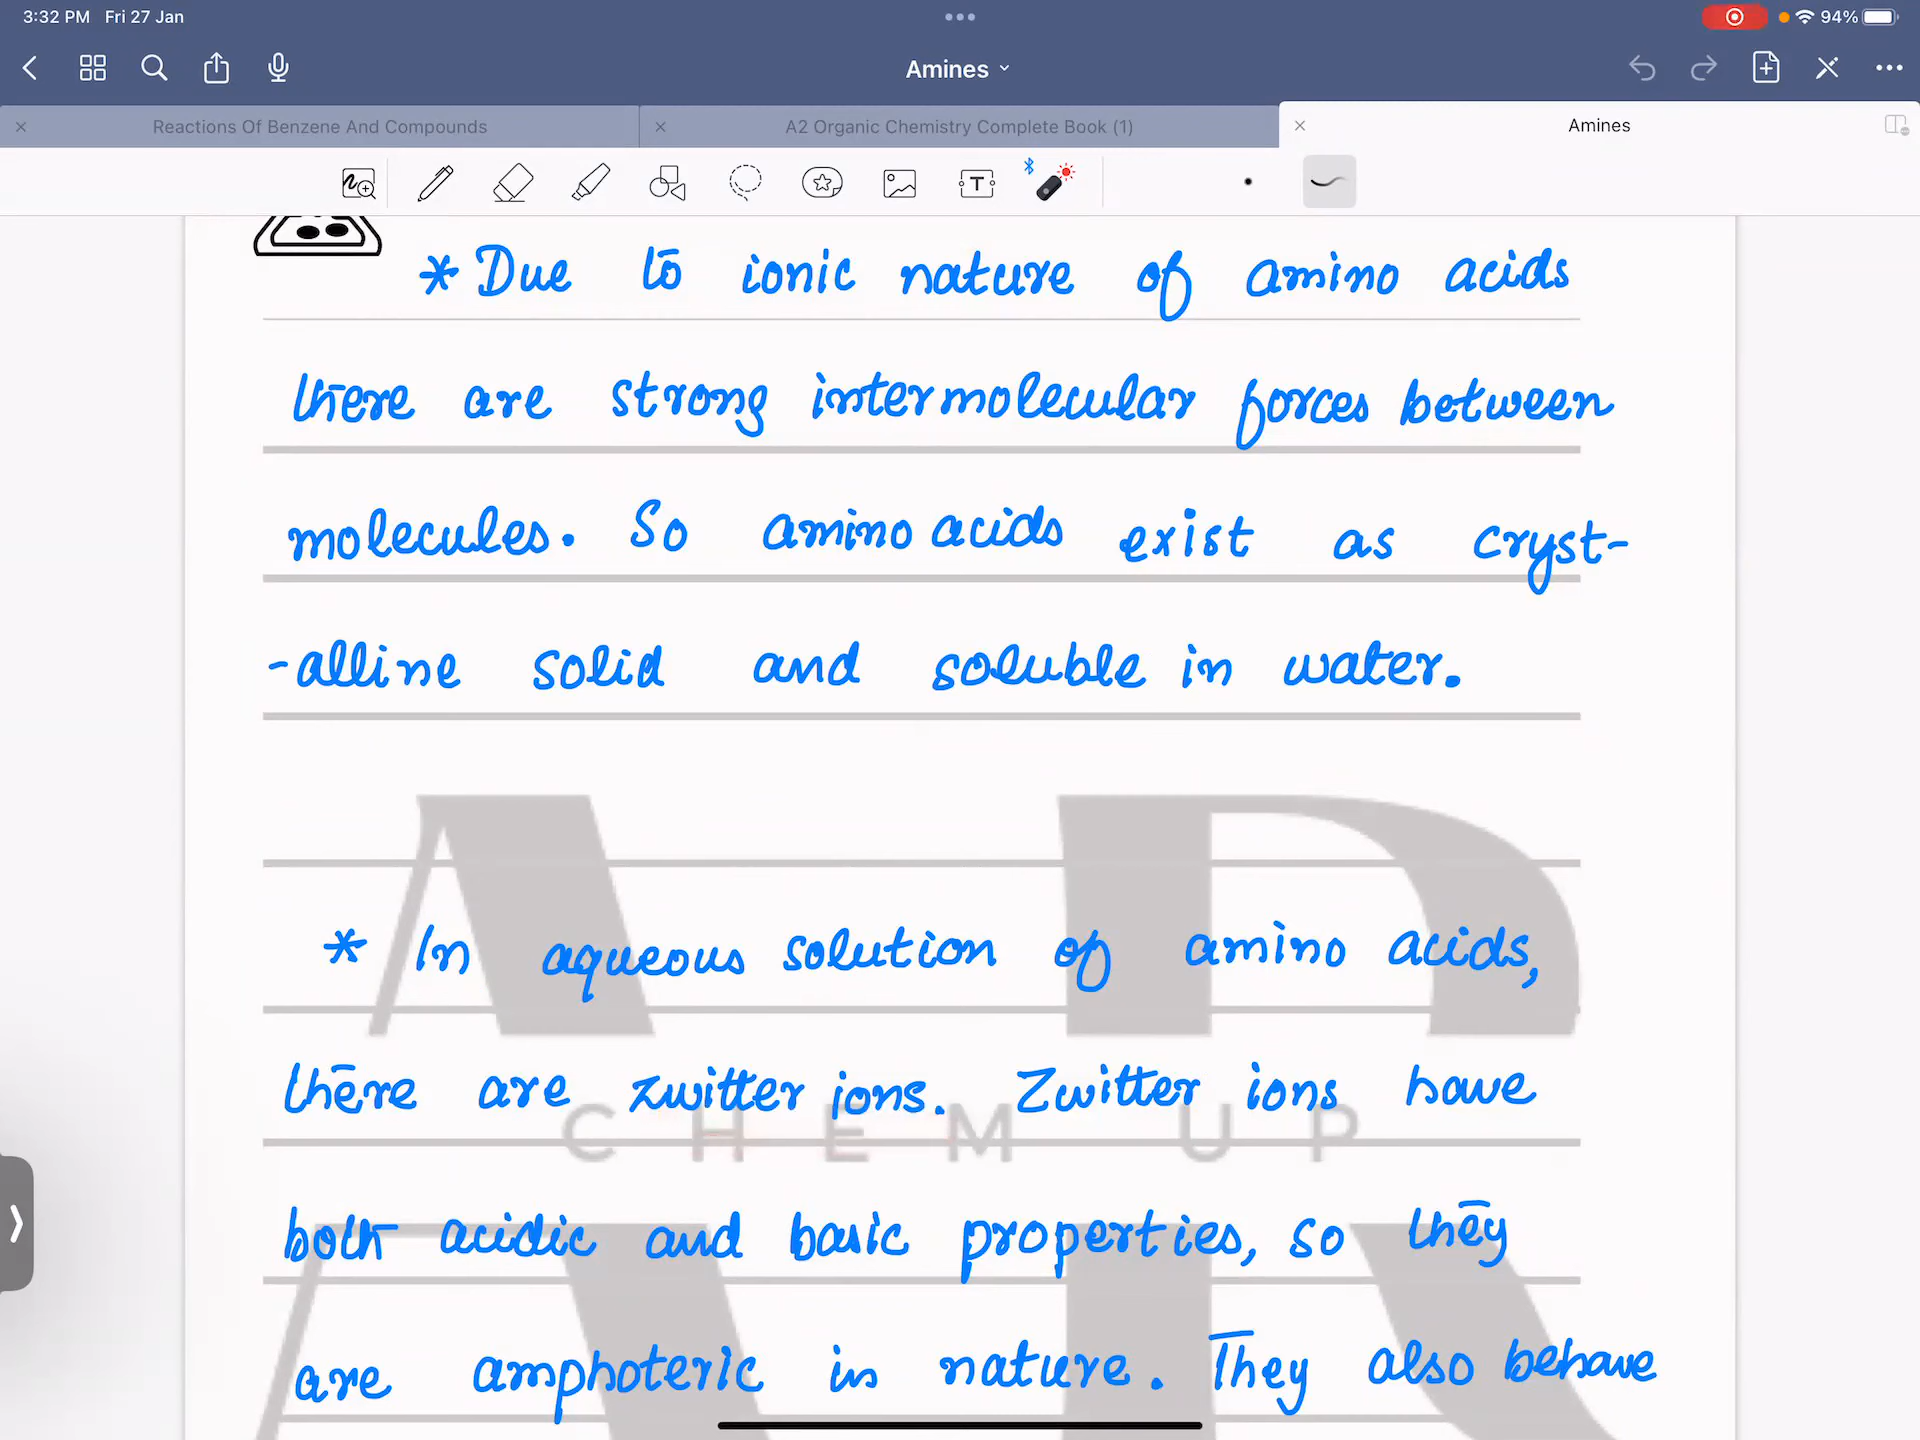 3:32 PM Fri 27 Jan
94%
Amines
Reactions Of Benzene And Compounds
A2 Organic Chemistry Complete Book (1)
Amines
* Due to ionic nature of amino acids
there are strong intermolecular forces between
molecules. So amino acids exist as cryst-
-alline solid and soluble in water.
* In aqueous solution of amino acids,
there are zwitter ions. Zwitter ions have
CHEM UP
both acidic and basic properties, so they
are amphoteric in nature. They also behave